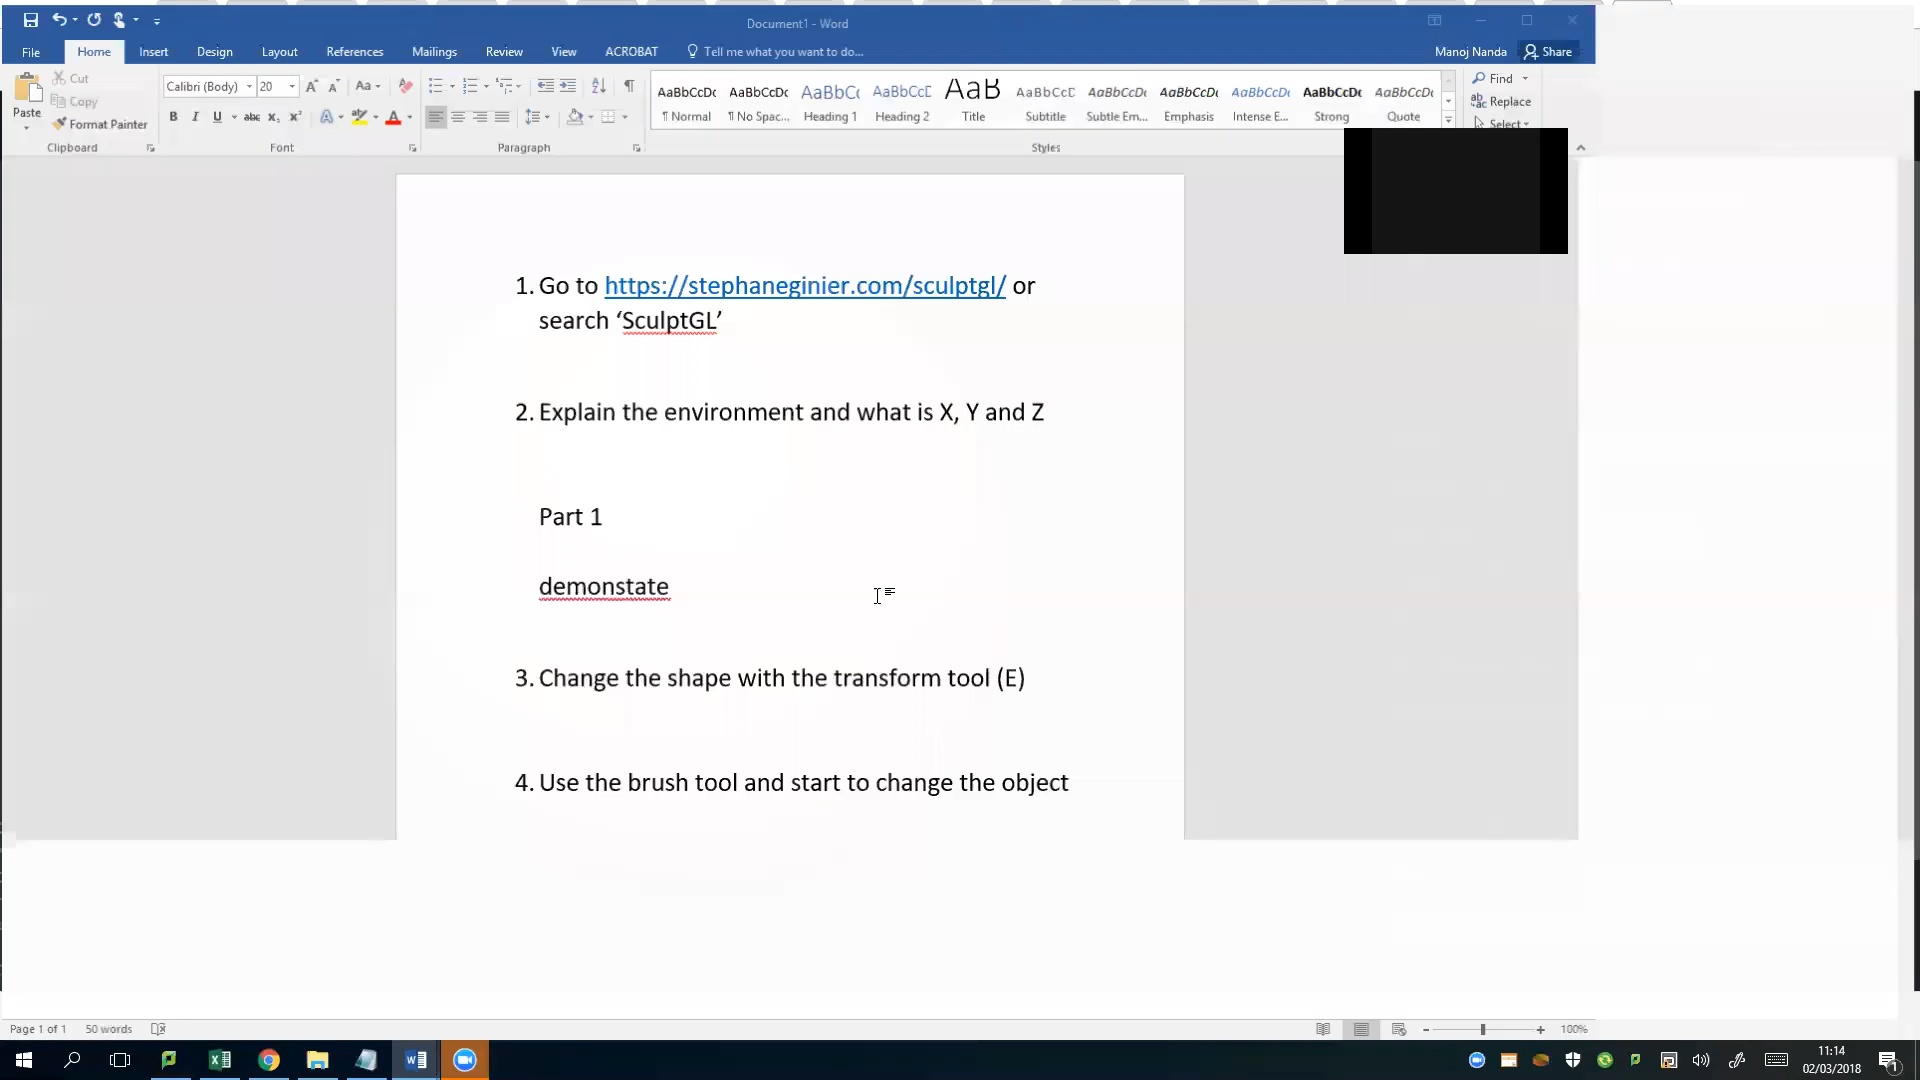 Document1 - Word
File Home Insert Design Layout References Mailings Review View ACROBAT Tell me what you want to do... Manoj Nanda Share
Cut
Copy
Paste
Format Painter
Calibri (Body) 20
AaBbCcDc AaBbCcDc AaBbC( AaBbCcE AaB AaBbCcD AaBbCcDc AaBbCcDc AaBbCcDc AaBbCcDc AaBbCcDc
¶ Normal ¶ No Spac... Heading 1 Heading 2 Title Subtitle Subtle Em... Emphasis Intense E... Strong Quote
Find
Replace
Select
Clipboard Font Paragraph Styles
1. Go to https://stephaneginier.com/sculptgl/ or
search ‘SculptGL’
2. Explain the environment and what is X, Y and Z
Part 1
demonstate
3. Change the shape with the transform tool (E)
4. Use the brush tool and start to change the object
Page 1 of 1 50 words 100%
11:14
02/03/2018